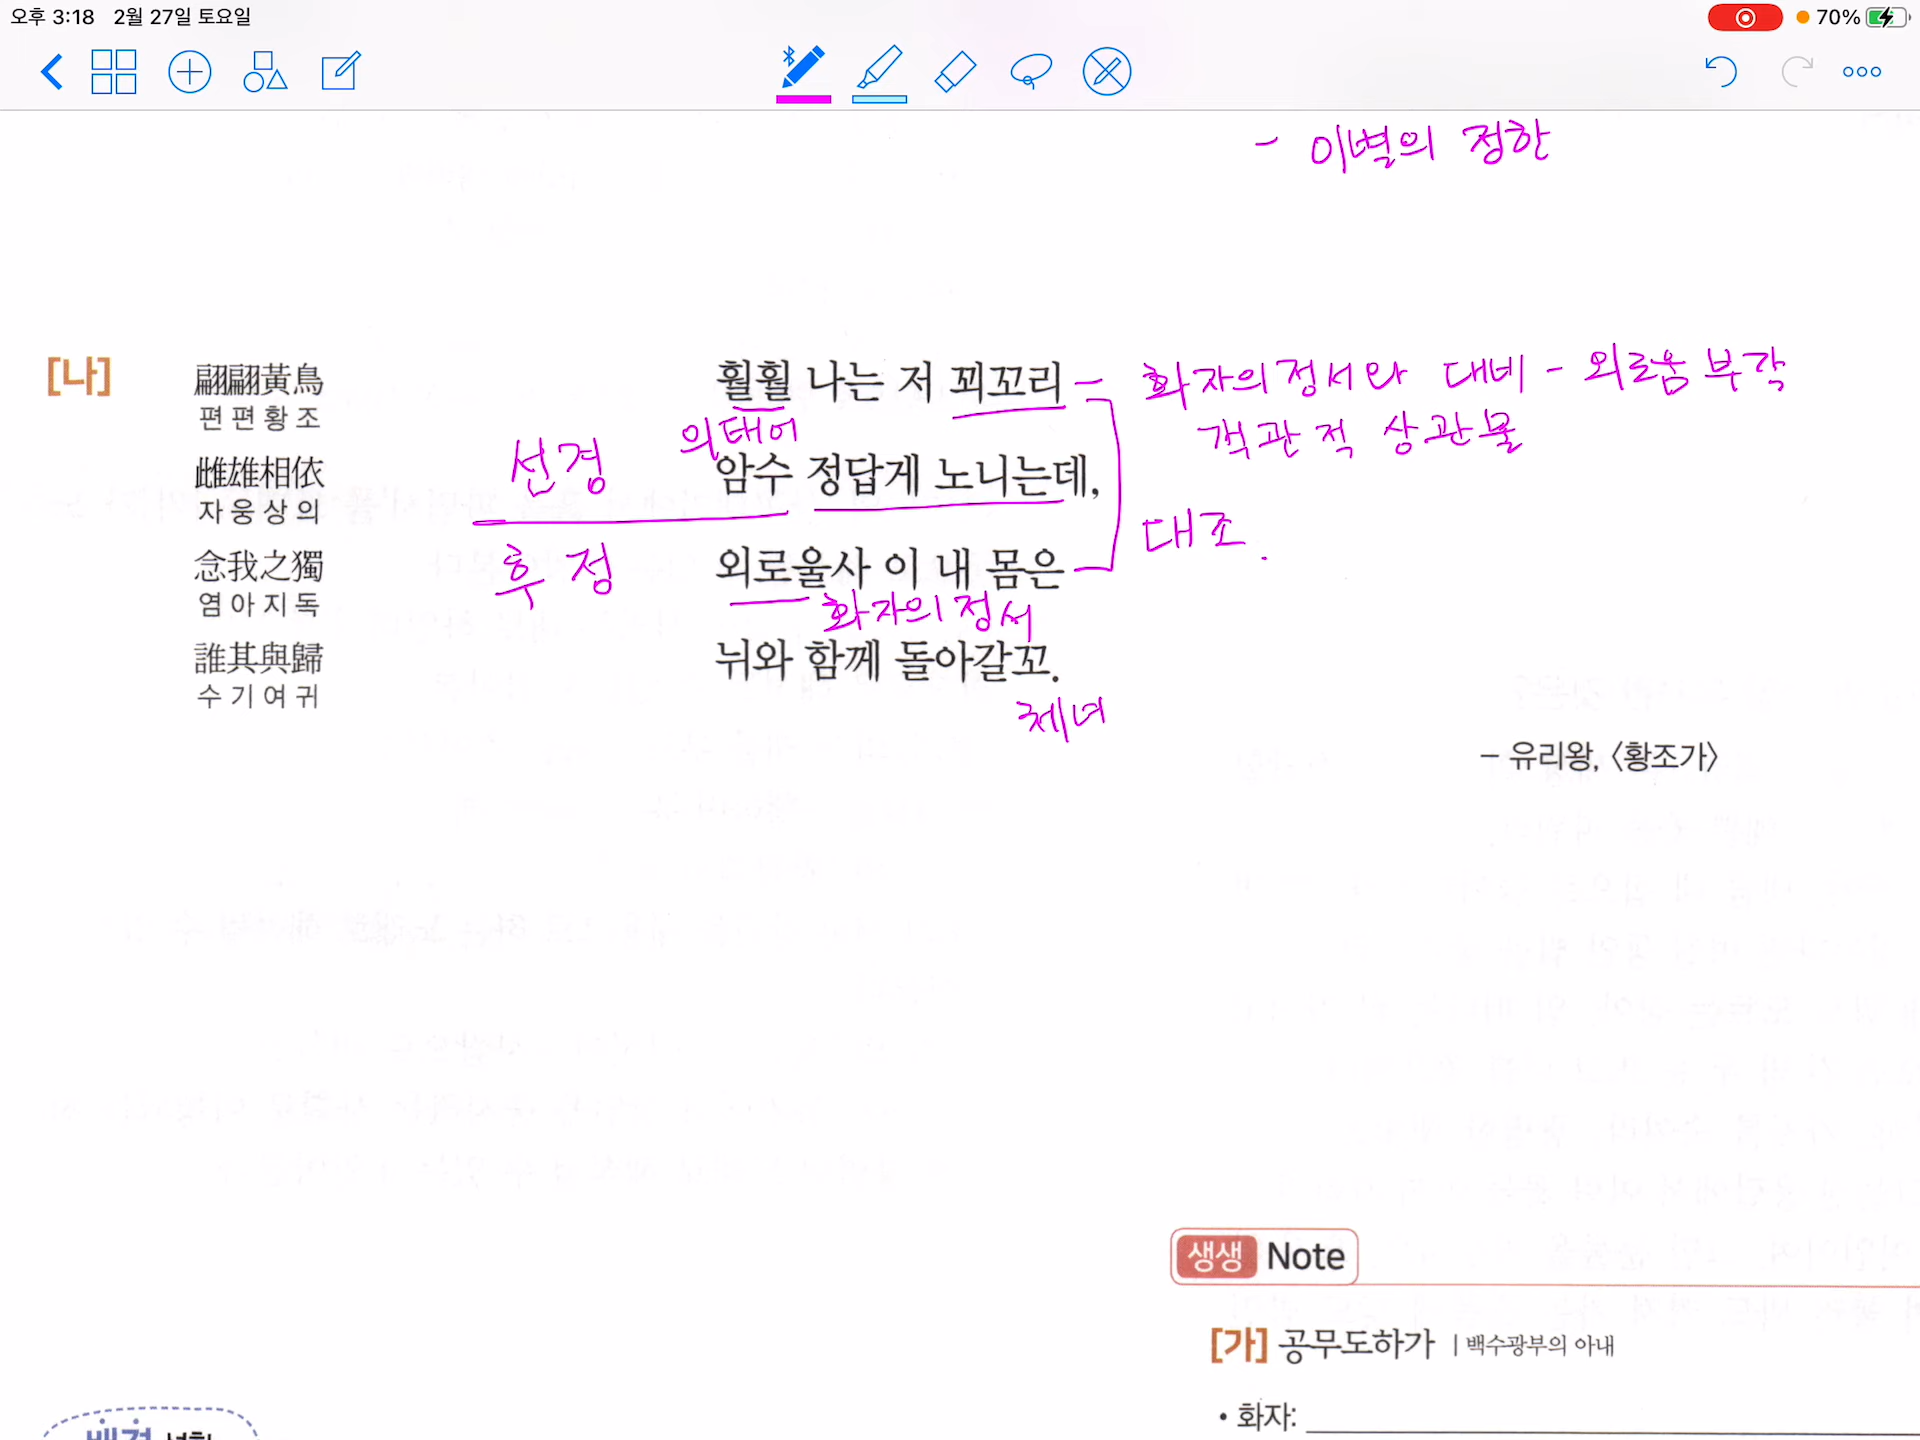 오후 3:18 2월 27일 토요일
70%
- 이별의 정한
[나]
翩翩黃鳥
편편황조
雌雄相依
자웅상의
念我之獨
염아지독
誰其與歸
수기여귀
훨훨 나는 저 꾀꼬리 - 화자의 정서와 대비 - 외로움 부각
의태어
객관적 상관물
선경
암수 정답게 노니는데,
대조.
후정
외로울사 이 내 몸은
화자의 정서
뉘와 함께 돌아갈꼬.
체념
– 유리왕, 〈황조가〉
생생 Note
[가] 공무도하가 | 백수광부의 아내
• 화자: